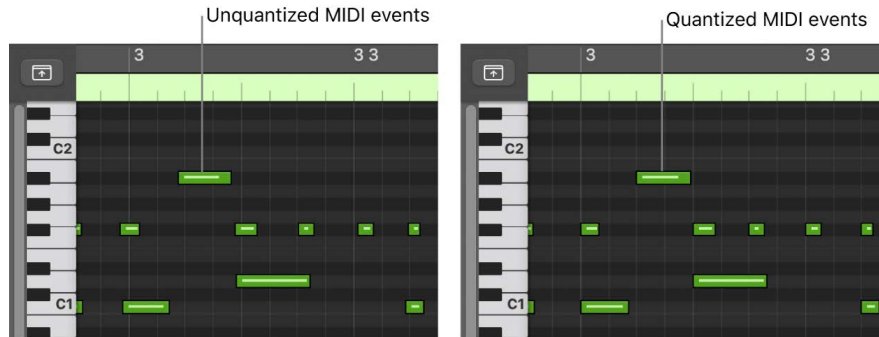 Unquantized MIDI events
Quantized MIDI events
3
3 3
3
3 3
C2
C2
C1
C1